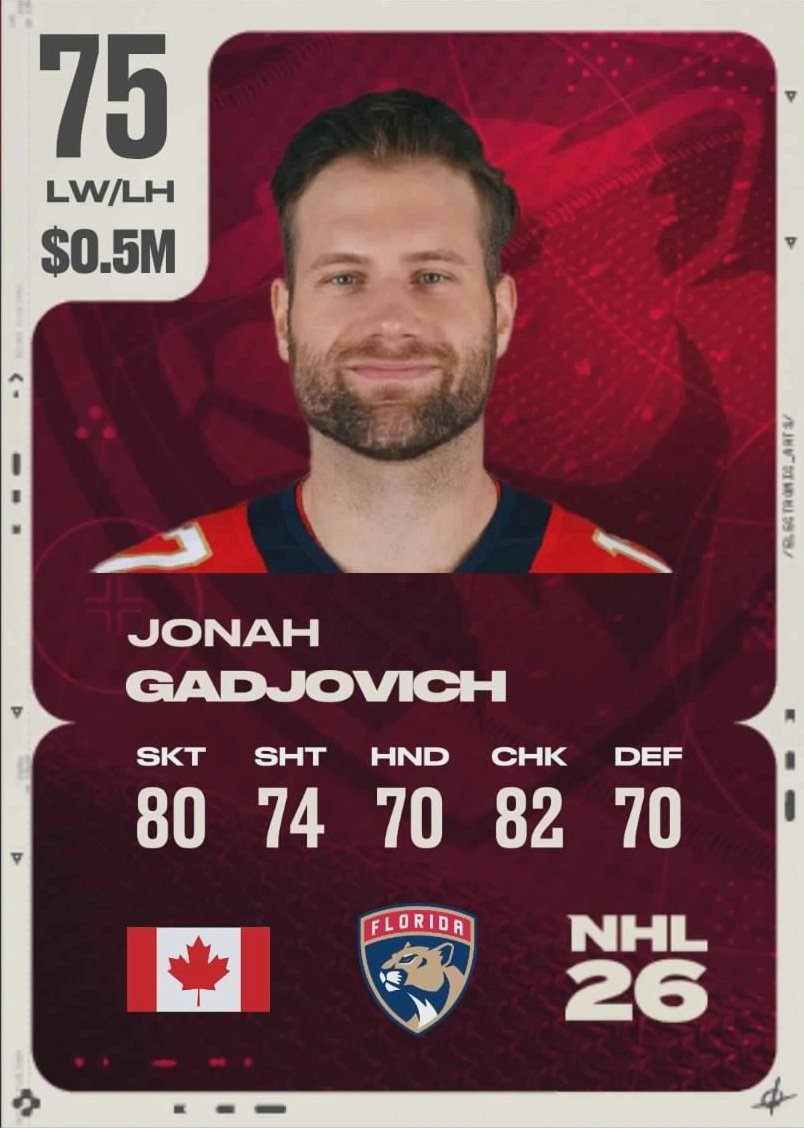 75
LW/LH
$0.5M
JONAH
GADJOVICH
SKT SHT HND CHK DEF
80 74 70 82 70
FLORIDA
NHL
26